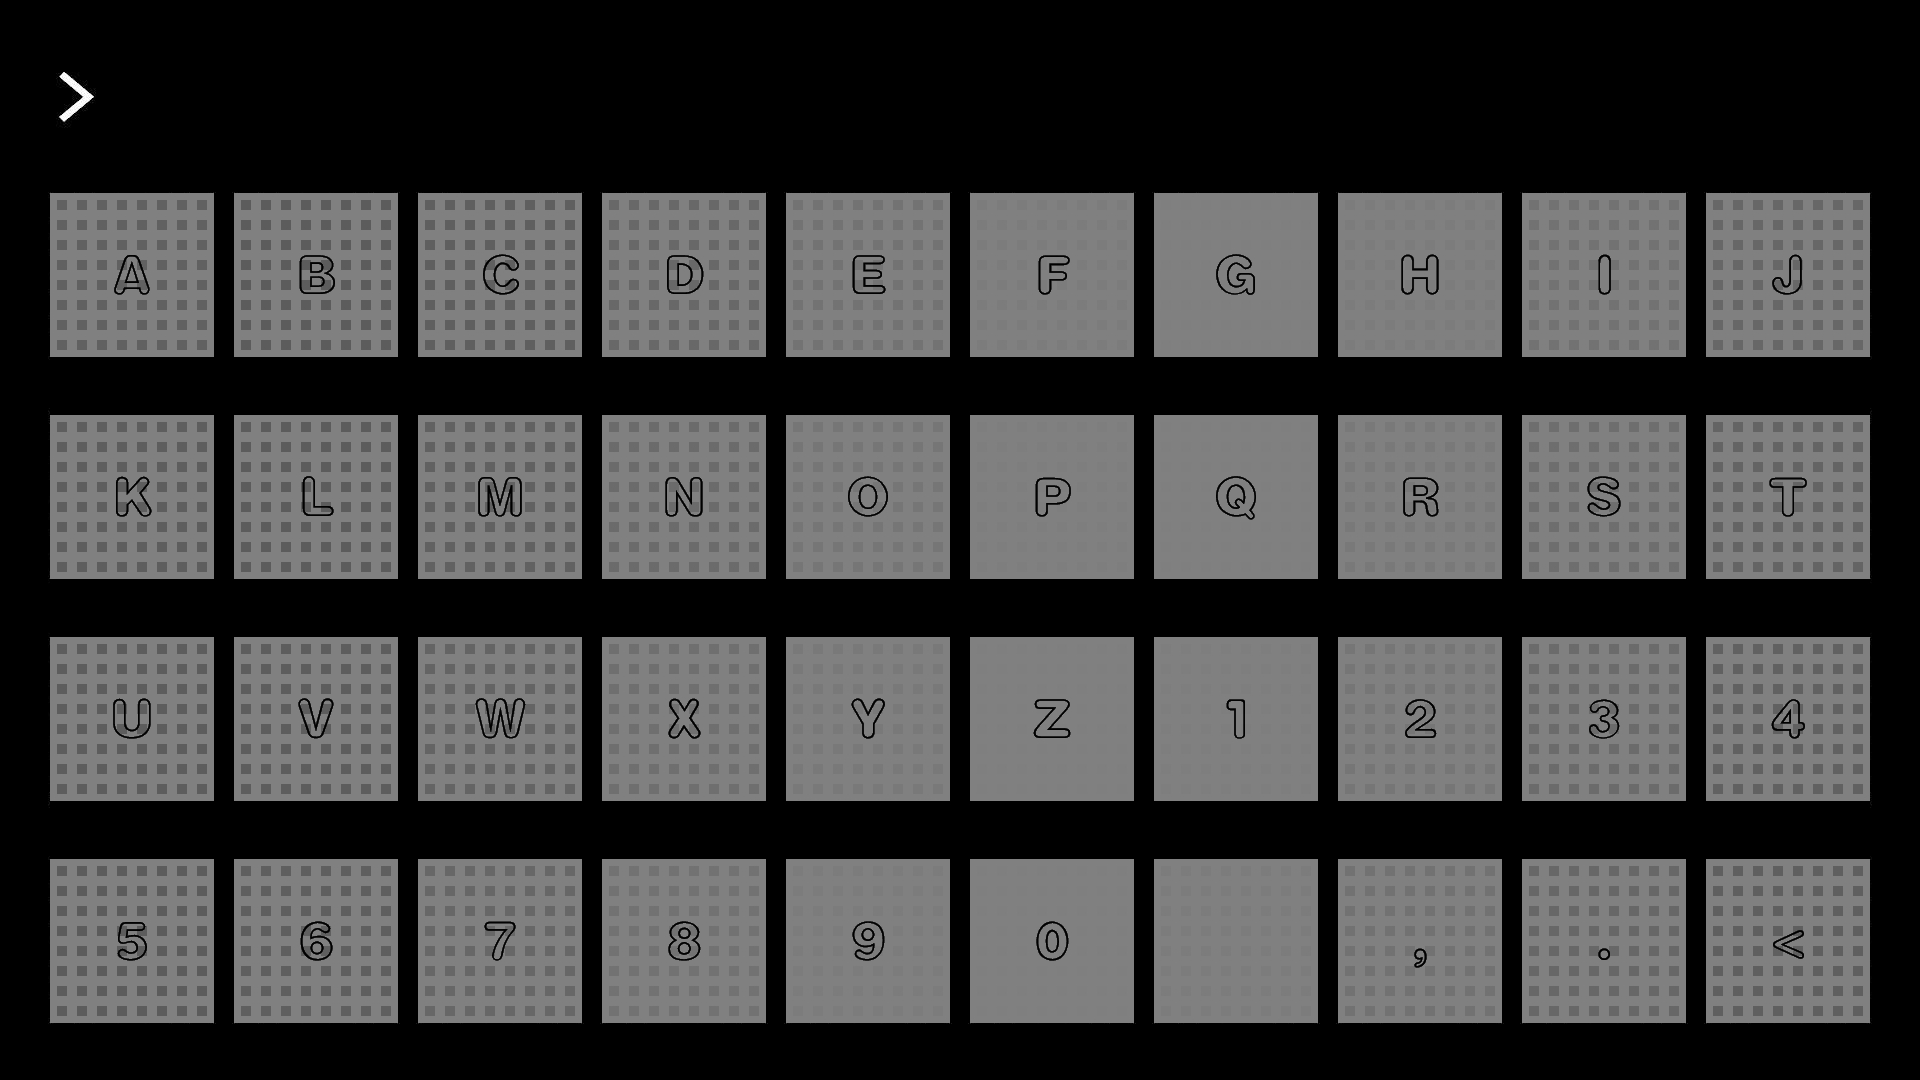 >
A B C D E F G H I J
K L M N O P Q R S T
U V W X Y Z 1 2 3 4
5 6 7 8 9 0 , . <